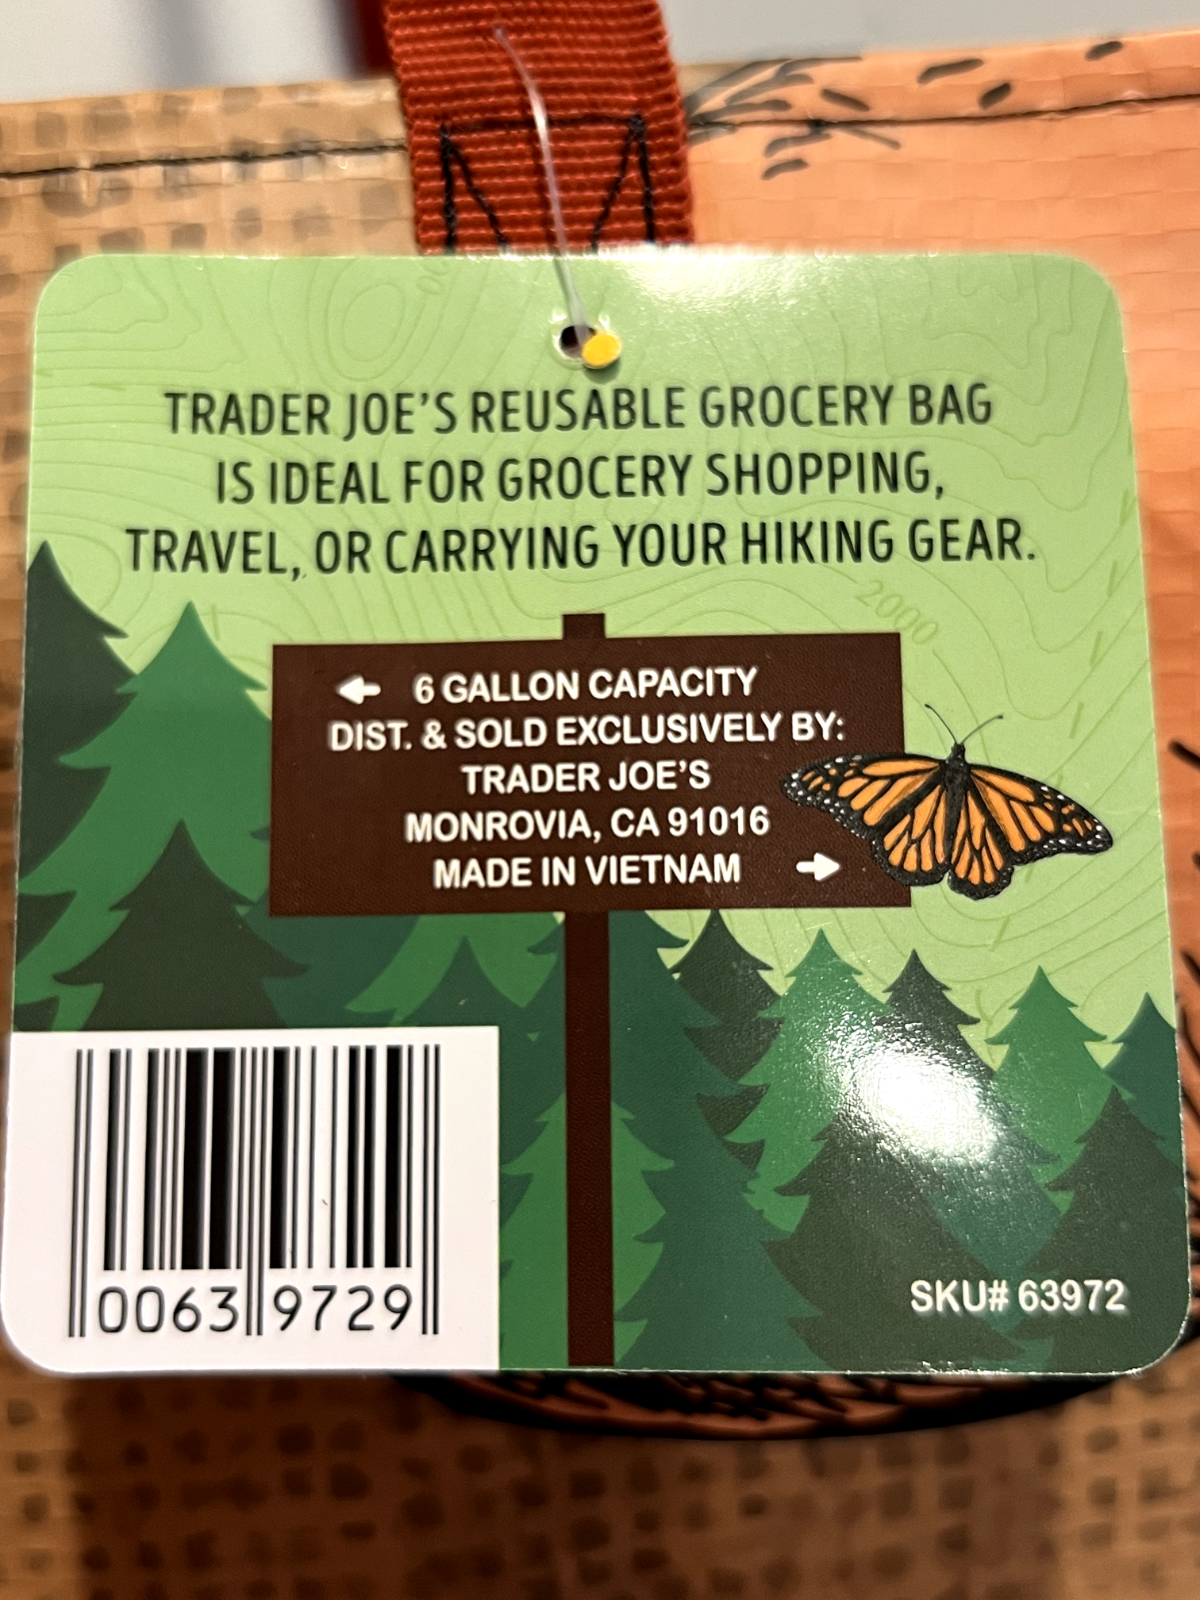 TRADER JOE'S REUSABLE GROCERY BAG
IS IDEAL FOR GROCERY SHOPPING,
TRAVEL, OR CARRYING YOUR HIKING GEAR.
2000
6 GALLON CAPACITY
DIST. & SOLD EXCLUSIVELY BY:
TRADER JOE'S
MONROVIA, CA 91016
MADE IN VIETNAM
0063 9729
SKU# 63972